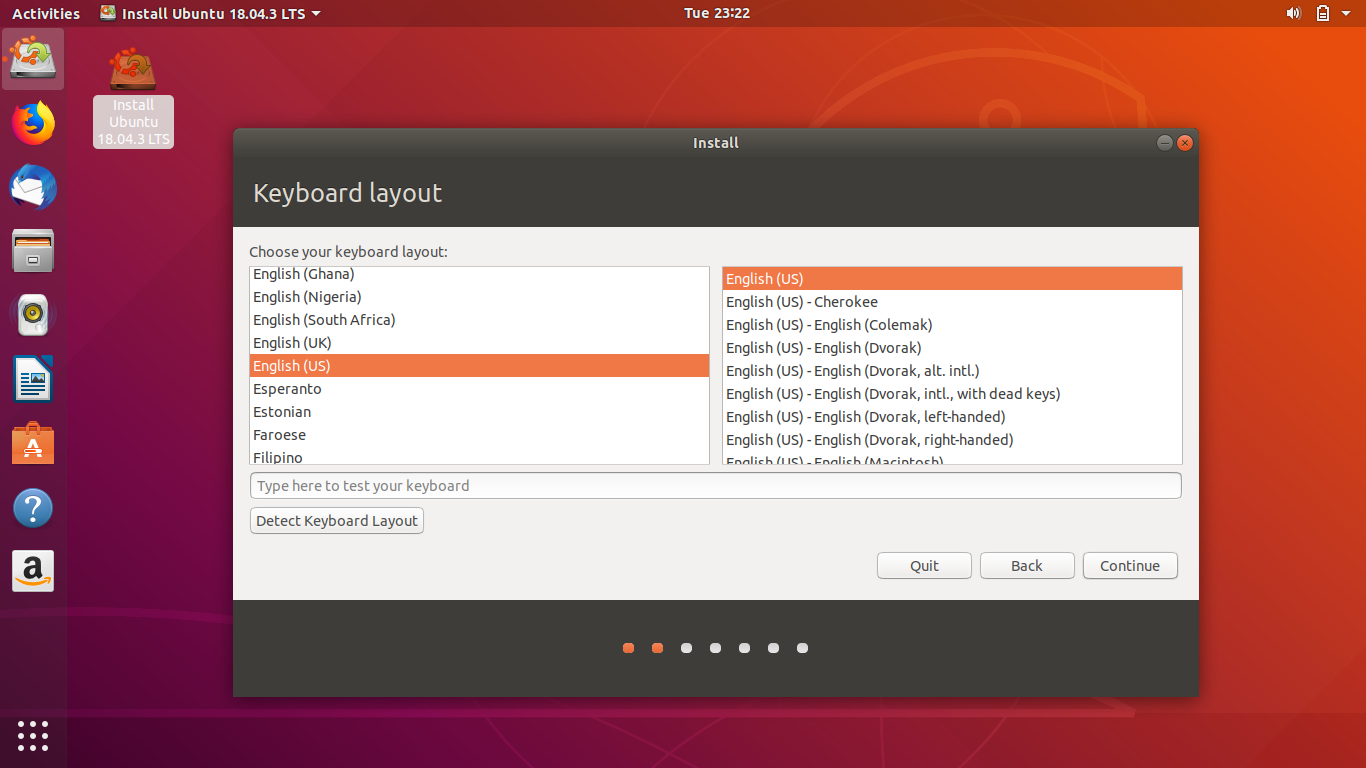 Activities
Install Ubuntu 18.04.3 LTS
Tue 23:22
Install
Ubuntu
18.04.3 LTS
Install
Keyboard layout
Choose your keyboard layout:
English (Ghana)
English (Nigeria)
English (South Africa)
English (UK)
English (US)
Esperanto
Estonian
Faroese
Filipino
English (US)
English (US) - Cherokee
English (US) - English (Colemak)
English (US) - English (Dvorak)
English (US) - English (Dvorak, alt. intl.)
English (US) - English (Dvorak, intl., with dead keys)
English (US) - English (Dvorak, left-handed)
English (US) - English (Dvorak, right-handed)
English (US) - English (Macintosh)
Type here to test your keyboard
Detect Keyboard Layout
Quit
Back
Continue